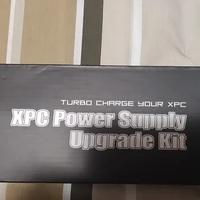 TURBO CHARGE YOUR XPC
XPC Power Supply
Upgrade Kit